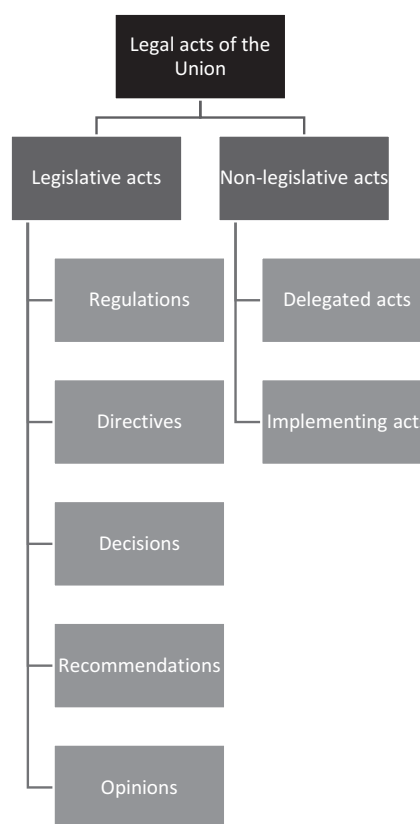 Legal acts of the
Union
Legislative acts
Non-legislative acts
Regulations
Directives
Decisions
Recommendations
Opinions
Delegated acts
Implementing act